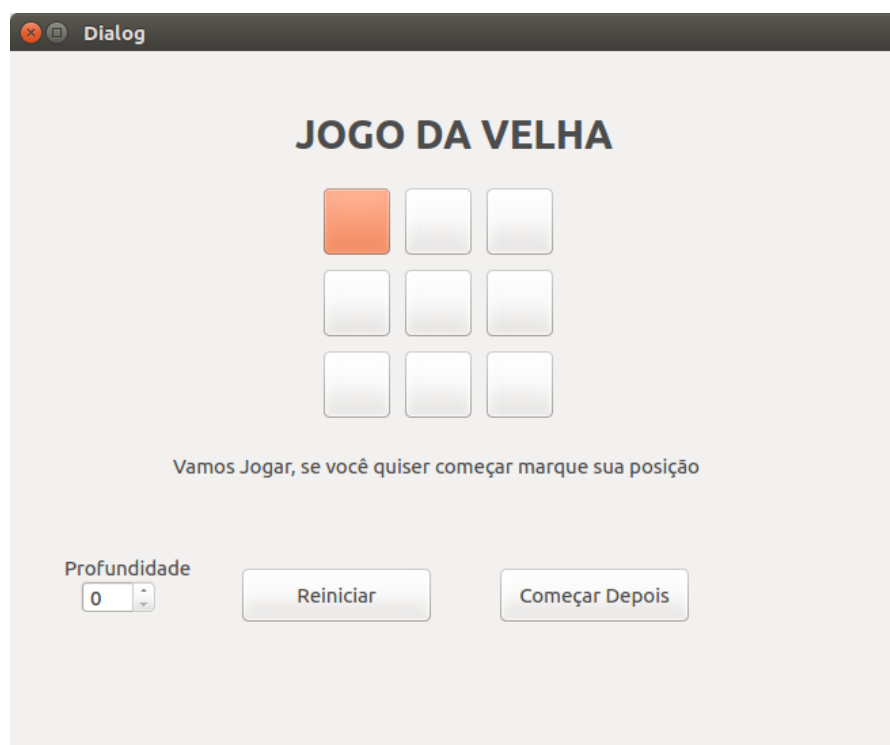 Dialog
JOGO DA VELHA
Vamos Jogar, se você quiser começar marque sua posição
Profundidade
0
Reiniciar
Começar Depois